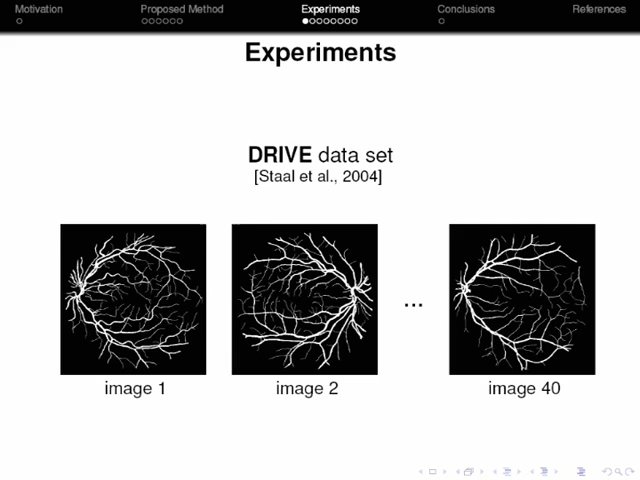 Motivation Proposed Method Experiments Conclusions References
Experiments
DRIVE data set
[Staal et al., 2004]
...
image 1 image 2 image 40